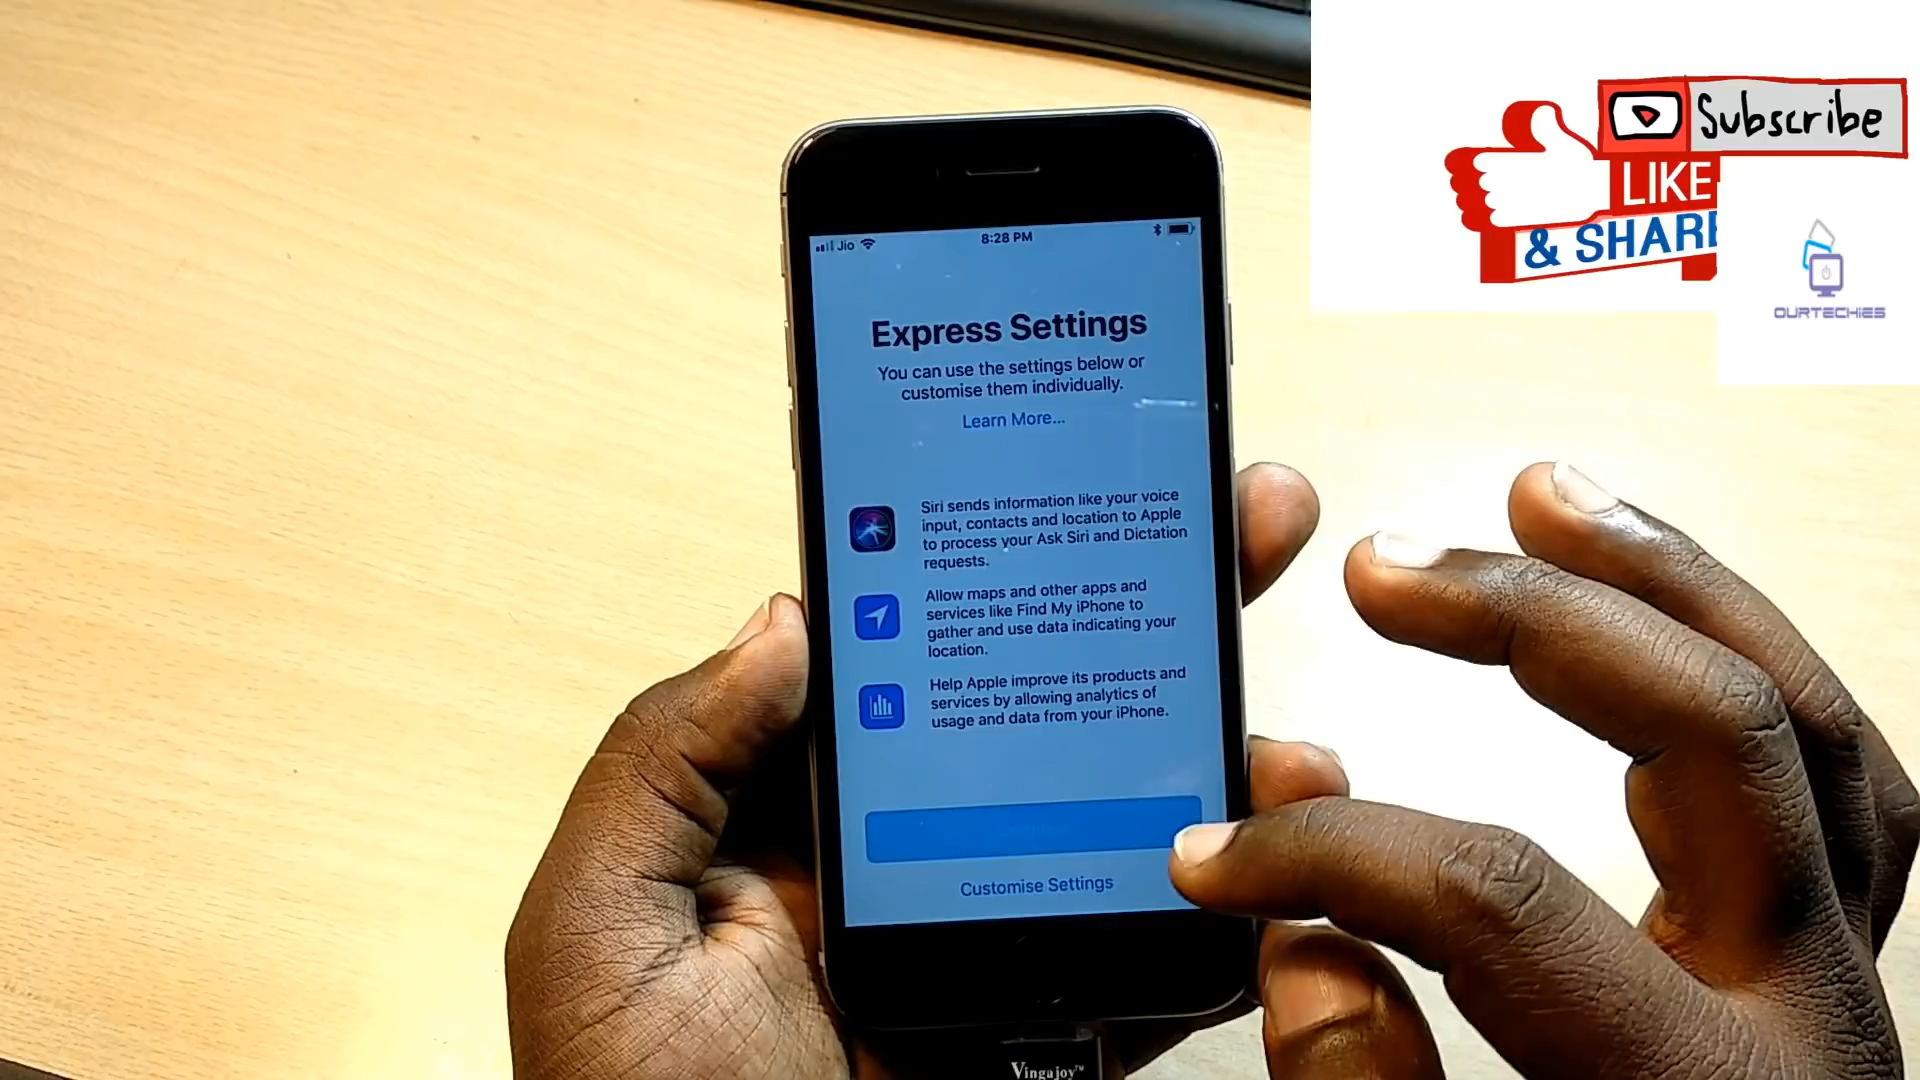 Subscribe
LIKE
& SHARE
OURTECHIES
Jio
8:28 PM
Express Settings
You can use the settings below or
customise them individually.
Learn More...
Siri sends information like your voice
input, contacts and location to Apple
to process your Ask Siri and Dictation
requests.
Allow maps and other apps and
services like Find My iPhone to
gather and use data indicating your
location.
Help Apple improve its products and
services by allowing analytics of
usage and data from your iPhone.
Customise Settings
Vingajoy™